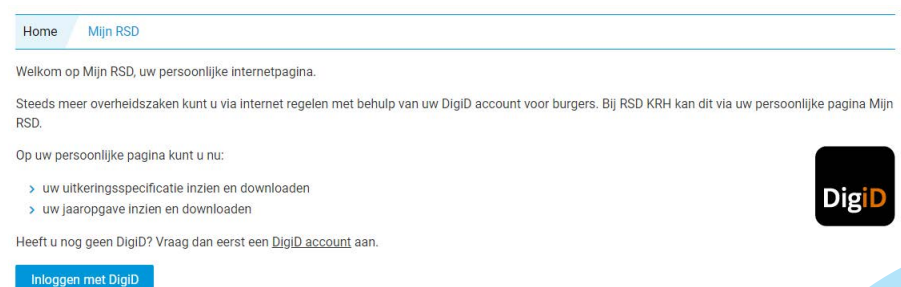 Home Mijn RSD
Welkom op Mijn RSD, uw persoonlijke internetpagina.
Steeds meer overheidszaken kunt u via internet regelen met behulp van uw DigiD account voor burgers. Bij RSD KRH kan dit via uw persoonlijke pagina Mijn
RSD.
Op uw persoonlijke pagina kunt u nu:
uw uitkeringsspecificatie inzien en downloaden
uw jaaropgave inzien en downloaden
DigiD
Heeft u nog geen DigiD? Vraag dan eerst een DigiD account aan.
Inloggen met DigiD